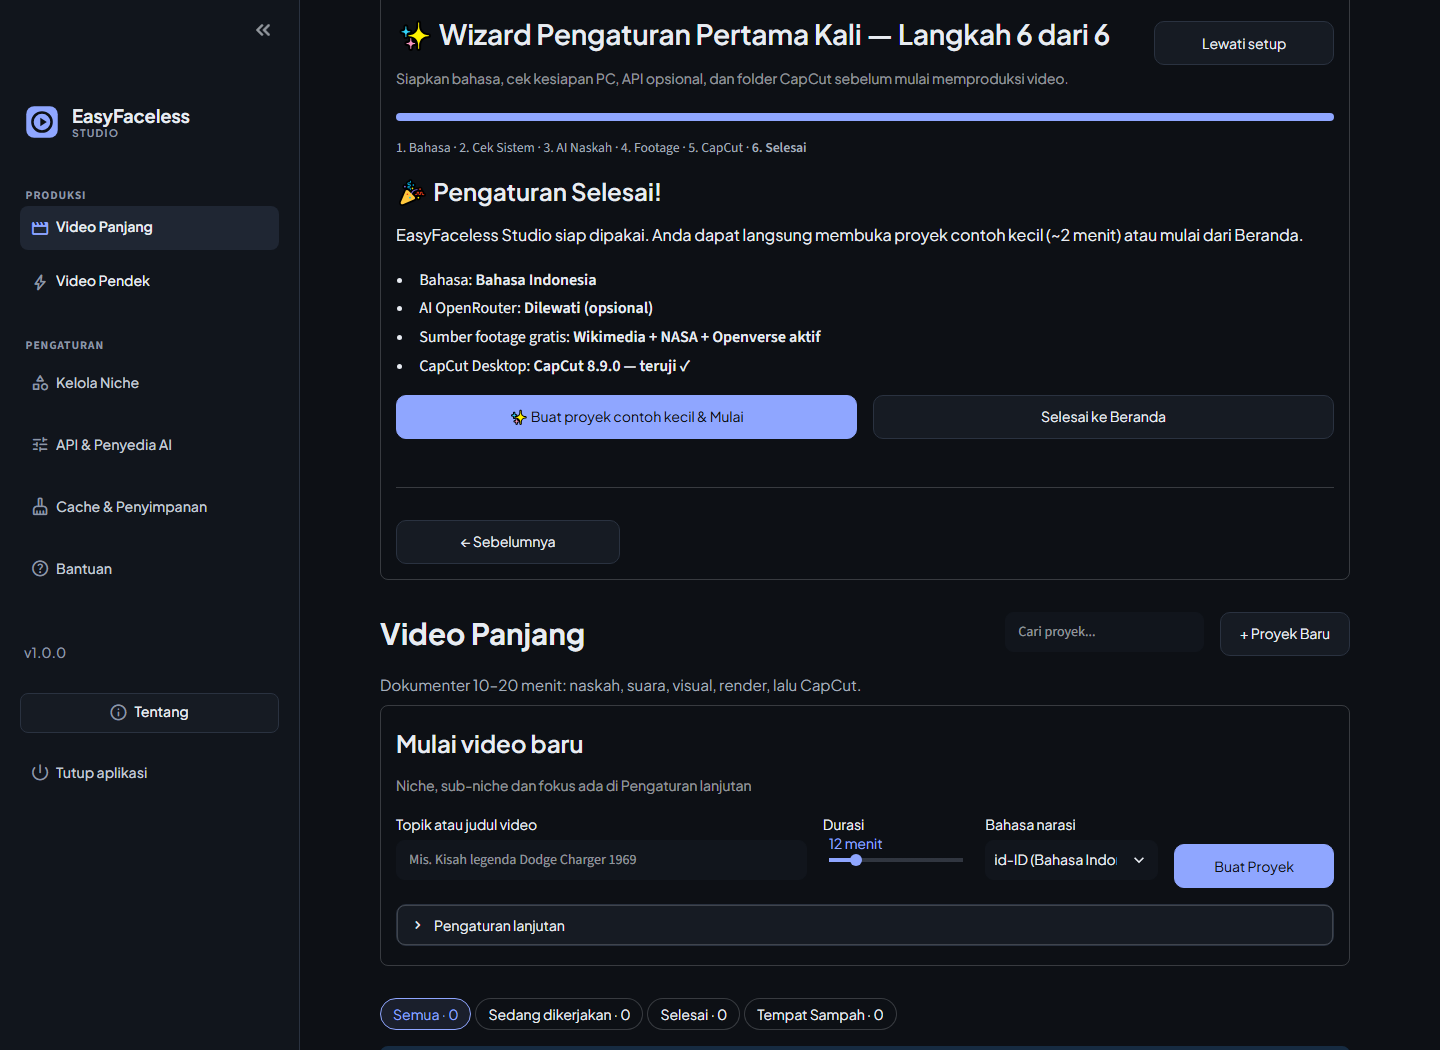 EasyFaceless
STUDIO
PRODUKSI
Video Panjang
Video Pendek
PENGATURAN
Kelola Niche
API & Penyedia AI
Cache & Penyimpanan
Bantuan
v1.0.0
Tentang
Tutup aplikasi
✨ Wizard Pengaturan Pertama Kali — Langkah 6 dari 6
Lewati setup
Siapkan bahasa, cek kesiapan PC, API opsional, dan folder CapCut sebelum mulai memproduksi video.
1. Bahasa · 2. Cek Sistem · 3. AI Naskah · 4. Footage · 5. CapCut · 6. Selesai
🎉 Pengaturan Selesai!
EasyFaceless Studio siap dipakai. Anda dapat langsung membuka proyek contoh kecil (~2 menit) atau mulai dari Beranda.
• Bahasa: Bahasa Indonesia
• AI OpenRouter: Dilewati (opsional)
• Sumber footage gratis: Wikimedia + NASA + Openverse aktif
• CapCut Desktop: CapCut 8.9.0 — teruji ✓
✨ Buat proyek contoh kecil & Mulai
Selesai ke Beranda
← Sebelumnya
Video Panjang
Cari proyek...
+ Proyek Baru
Dokumenter 10–20 menit: naskah, suara, visual, render, lalu CapCut.
Mulai video baru
Niche, sub-niche dan fokus ada di Pengaturan lanjutan
Topik atau judul video
Durasi
Bahasa narasi
12 menit
Mis. Kisah legenda Dodge Charger 1969
id-ID (Bahasa Indo
Buat Proyek
Pengaturan lanjutan
Semua · 0
Sedang dikerjakan · 0
Selesai · 0
Tempat Sampah · 0